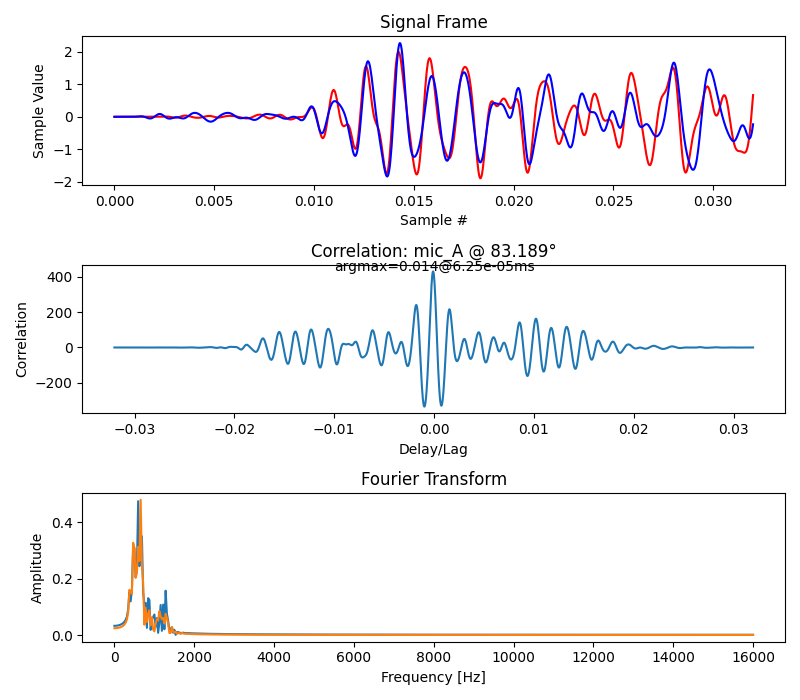 Signal Frame
Sample Value
2
1
0
−1
−2
0.000 0.005 0.010 0.015 0.020 0.025 0.030
Sample #
Correlation: mic_A @ 83.189°
argmax=0.014@6.25e-05ms
Correlation
400
200
0
−200
−0.03 −0.02 −0.01 0.00 0.01 0.02 0.03
Delay/Lag
Fourier Transform
Amplitude
0.4
0.2
0.0
0 2000 4000 6000 8000 10000 12000 14000 16000
Frequency [Hz]